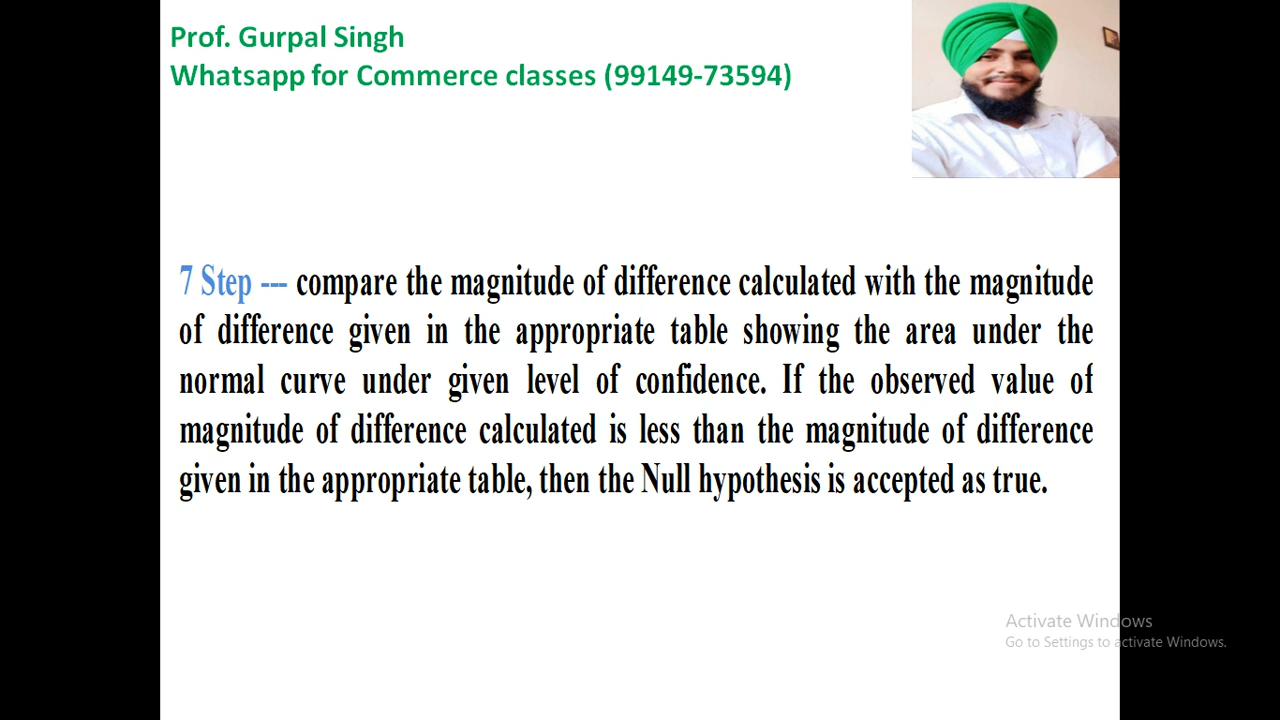 Prof. Gurpal Singh
Whatsapp for Commerce classes (99149-73594)
7 Step --- compare the magnitude of difference calculated with the magnitude
of difference given in the appropriate table showing the area under the
normal curve under given level of confidence. If the observed value of
magnitude of difference calculated is less than the magnitude of difference
given in the appropriate table, then the Null hypothesis is accepted as true.
Activate Windows
Go to Settings to activate Windows.